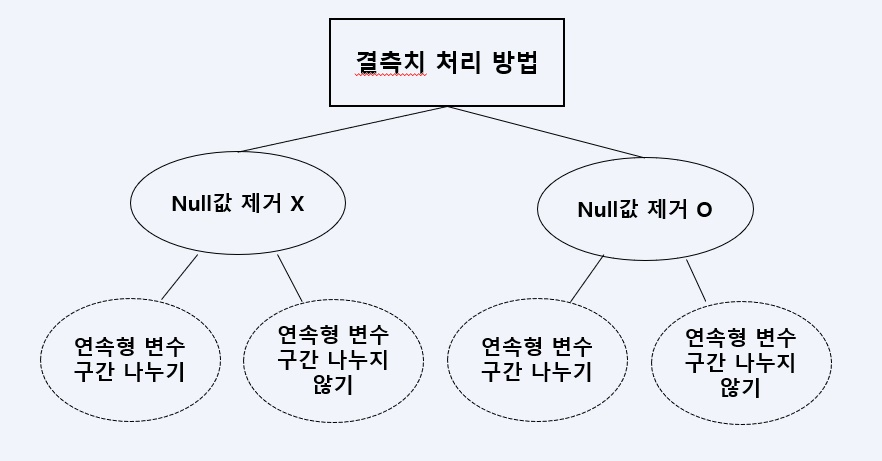 결측치 처리 방법
Null값 제거 X
Null값 제거 O
연속형 변수
구간 나누기
연속형 변수
구간 나누지
않기
연속형 변수
구간 나누기
연속형 변수
구간 나누지
않기